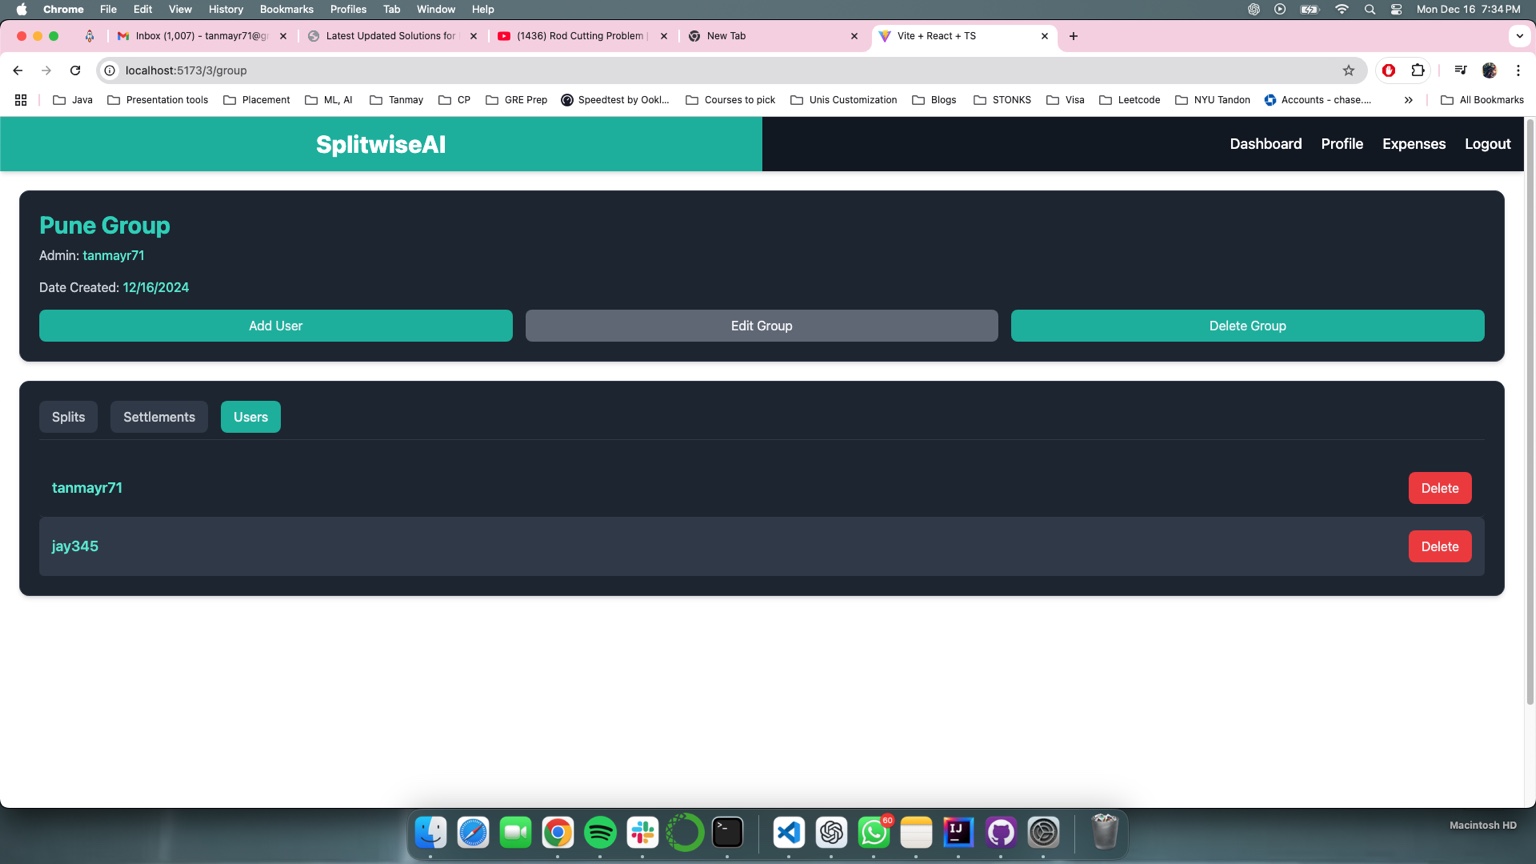 Chrome File Edit View History Bookmarks Profiles Tab Window Help Mon Dec 16 7:34 PM
Inbox (1,007) - tanmayr71@g Latest Updated Solutions for (1436) Rod Cutting Problem New Tab Vite + React + TS
localhost:5173/3/group
Java Presentation tools Placement ML, AI Tanmay CP GRE Prep Speedtest by Ookl... Courses to pick Unis Customization Blogs STONKS Visa Leetcode NYU Tandon Accounts - chase.... » All Bookmarks
SplitwiseAI Dashboard Profile Expenses Logout
Pune Group
Admin: tanmayr71
Date Created: 12/16/2024
Add User Edit Group Delete Group
Splits Settlements Users
tanmayr71 Delete
jay345 Delete
60
IJ
Macintosh HD